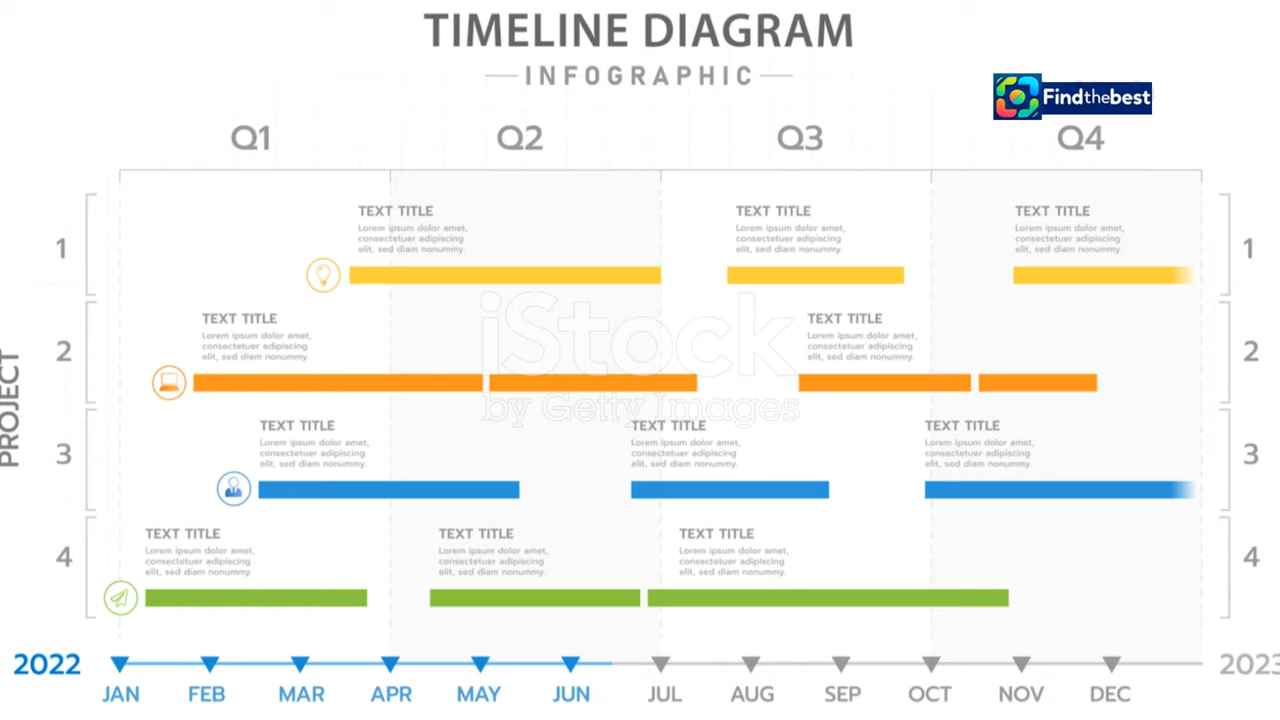 TIMELINE DIAGRAM
INFOGRAPHIC
Findthebest
Q1 Q2 Q3 Q4
PROJECT
1
TEXT TITLE
Lorem ipsum dolor amet,
consectetuer adipiscing
elit, sed diam nonummy.
TEXT TITLE
Lorem ipsum dolor amet,
consectetuer adipiscing
elit, sed diam nonummy.
TEXT TITLE
Lorem ipsum dolor amet,
consectetuer adipiscing
elit, sed diam nonummy.
1
2
TEXT TITLE
Lorem ipsum dolor amet,
consectetuer adipiscing
elit, sed diam nonummy.
TEXT TITLE
Lorem ipsum dolor amet,
consectetuer adipiscing
elit, sed diam nonummy.
2
iStock
by Getty Images
3
TEXT TITLE
Lorem ipsum dolor amet,
consectetuer adipiscing
elit, sed diam nonummy.
TEXT TITLE
Lorem ipsum dolor amet,
consectetuer adipiscing
elit, sed diam nonummy.
TEXT TITLE
Lorem ipsum dolor amet,
consectetuer adipiscing
elit, sed diam nonummy.
3
4
TEXT TITLE
Lorem ipsum dolor amet,
consectetuer adipiscing
elit, sed diam nonummy.
TEXT TITLE
Lorem ipsum dolor amet,
consectetuer adipiscing
elit, sed diam nonummy.
TEXT TITLE
Lorem ipsum dolor amet,
consectetuer adipiscing
elit, sed diam nonummy.
4
2022 2023
JAN FEB MAR APR MAY JUN JUL AUG SEP OCT NOV DEC